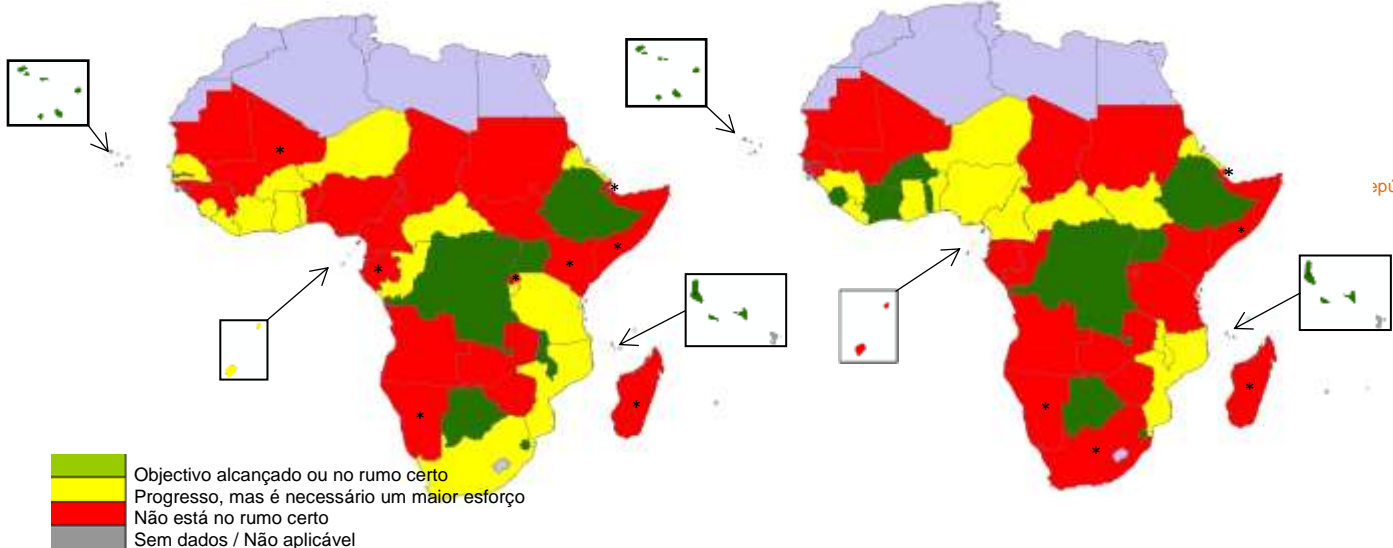 epú
Objectivo alcançado ou no rumo certo
Progresso, mas é necessário um maior esforço
Não está no rumo certo
Sem dados / Não aplicável